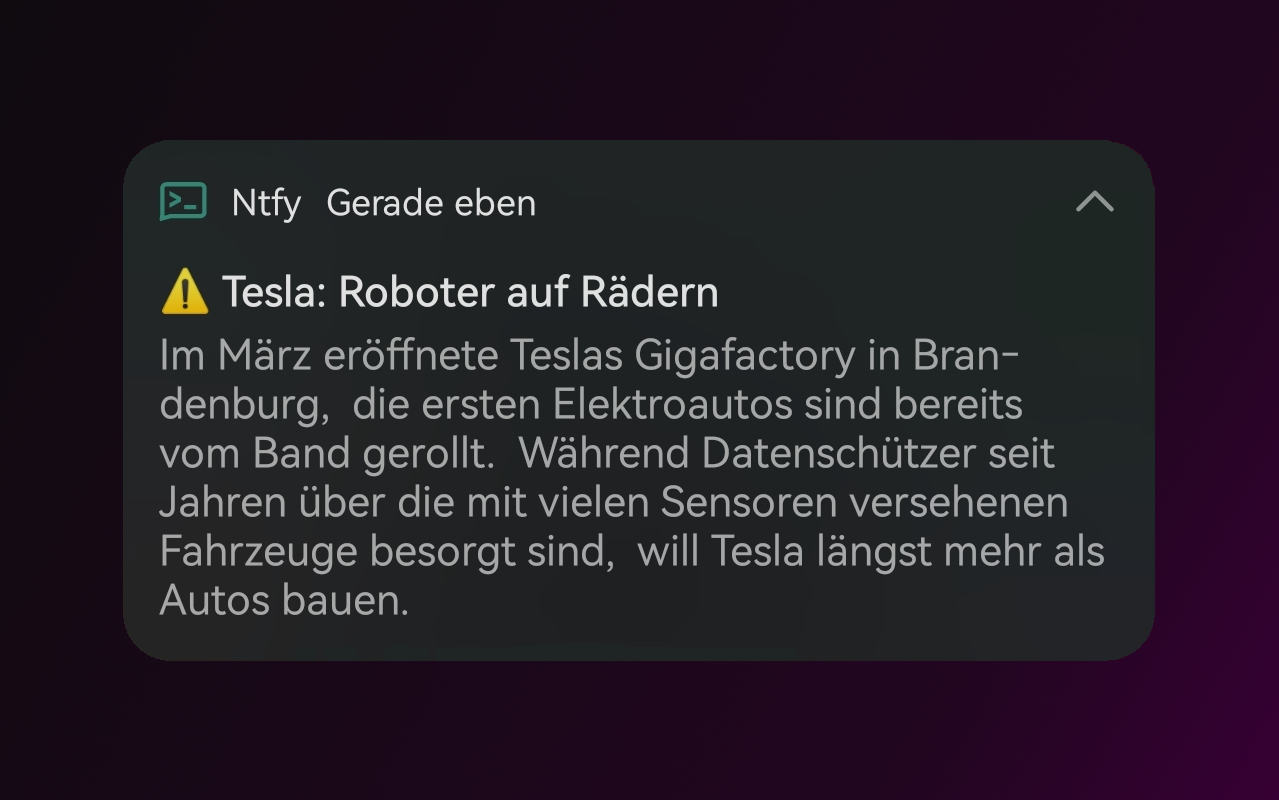 Ntfy Gerade eben
⚠️ Tesla: Roboter auf Rädern
Im März eröffnete Teslas Gigafactory in Bran-
denburg, die ersten Elektroautos sind bereits
vom Band gerollt. Während Datenschützer seit
Jahren über die mit vielen Sensoren versehenen
Fahrzeuge besorgt sind, will Tesla längst mehr als
Autos bauen.